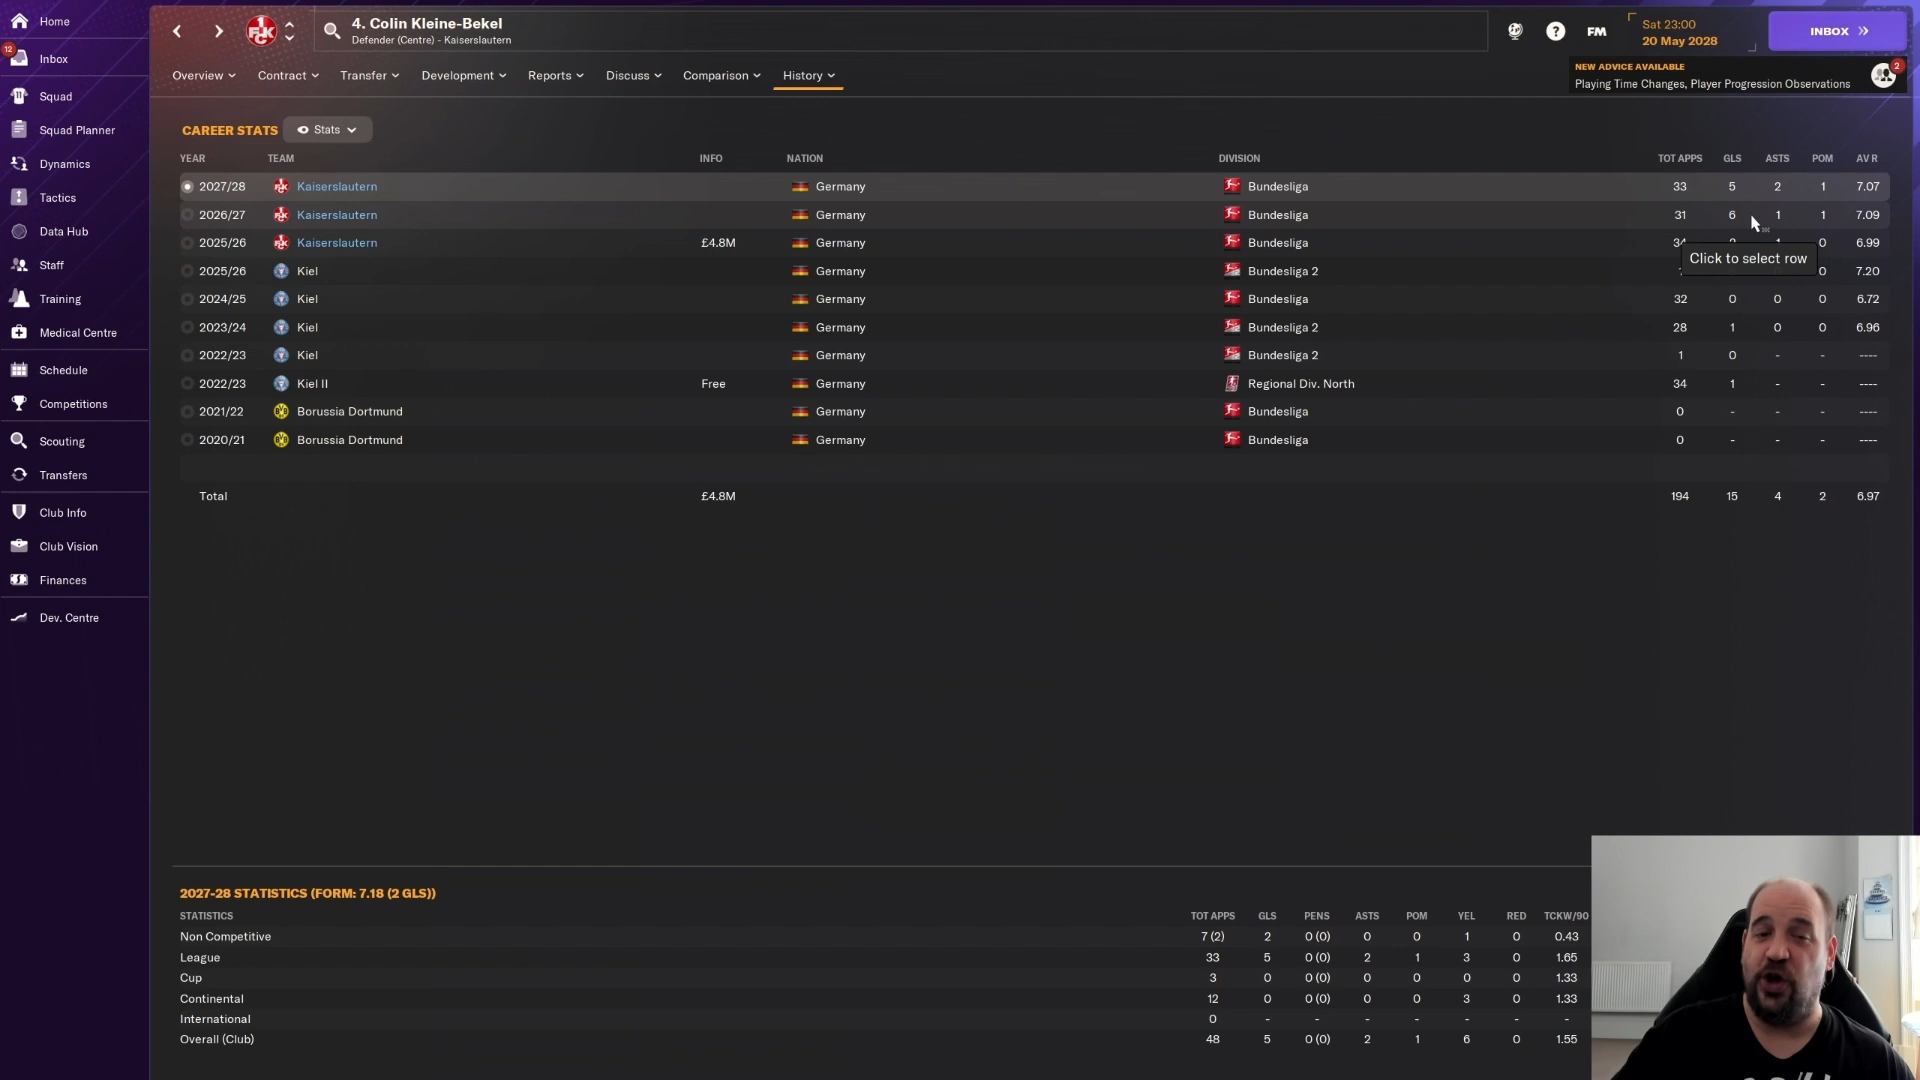 Home
12
Inbox
Squad
Squad Planner
Dynamics
Tactics
Data Hub
Staff
Training
Medical Centre
Schedule
Competitions
Scouting
Transfers
Club Info
Club Vision
Finances
Dev. Centre
4. Colin Kleine-Bekel
Defender (Centre) - Kaiserslautern
? FM
Sat 23:00
20 May 2028
INBOX
Overview Contract Transfer Development Reports Discuss Comparison History
NEW ADVICE AVAILABLE
Playing Time Changes, Player Progression Observations
2
CAREER STATS Stats
YEAR TEAM INFO NATION DIVISION TOT APPS GLS ASTS POM AV R
2027/28 Kaiserslautern Germany Bundesliga 33 5 2 1 7.07
2026/27 Kaiserslautern Germany Bundesliga 31 6 1 1 7.09
2025/26 Kaiserslautern £4.8M Germany Bundesliga 34 1 0 6.99
Click to select row
2025/26 Kiel Germany Bundesliga 2 0 7.20
2024/25 Kiel Germany Bundesliga 32 0 0 0 6.72
2023/24 Kiel Germany Bundesliga 2 28 1 0 0 6.96
2022/23 Kiel Germany Bundesliga 2 1 0 - - ----
2022/23 Kiel II Free Germany Regional Div. North 34 1 - - ----
2021/22 Borussia Dortmund Germany Bundesliga 0 - - - ----
2020/21 Borussia Dortmund Germany Bundesliga 0 - - - ----
Total £4.8M 194 15 4 2 6.97
2027-28 STATISTICS (FORM: 7.18 (2 GLS))
STATISTICS TOT APPS GLS PENS ASTS POM YEL RED TCKW/90
Non Competitive 7 (2) 2 0 (0) 0 0 1 0 0.43
League 33 5 0 (0) 2 1 3 0 1.65
Cup 3 0 0 (0) 0 0 0 0 1.33
Continental 12 0 0 (0) 0 0 3 0 1.33
International 0 - - - - - - -
Overall (Club) 48 5 0 (0) 2 1 6 0 1.55